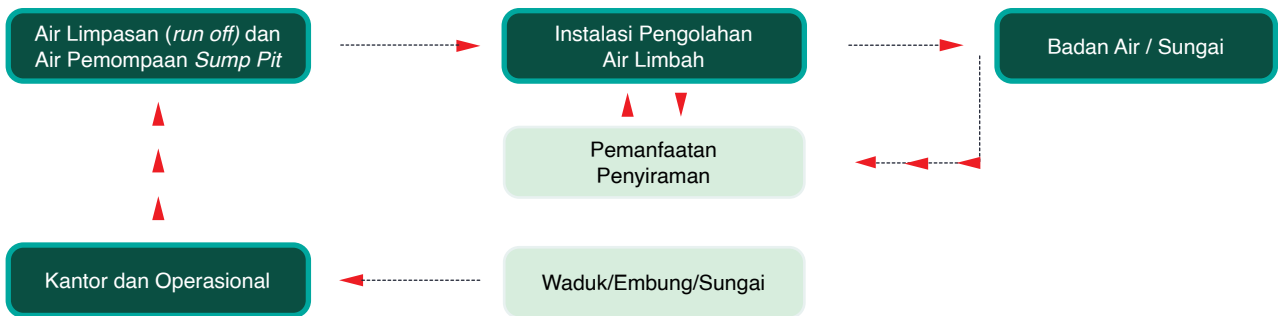 Air Limpasan (run off) dan
Air Pemompaan Sump Pit
Instalasi Pengolahan
Air Limbah
Badan Air / Sungai
Pemanfaatan
Penyiraman
Kantor dan Operasional
Waduk/Embung/Sungai